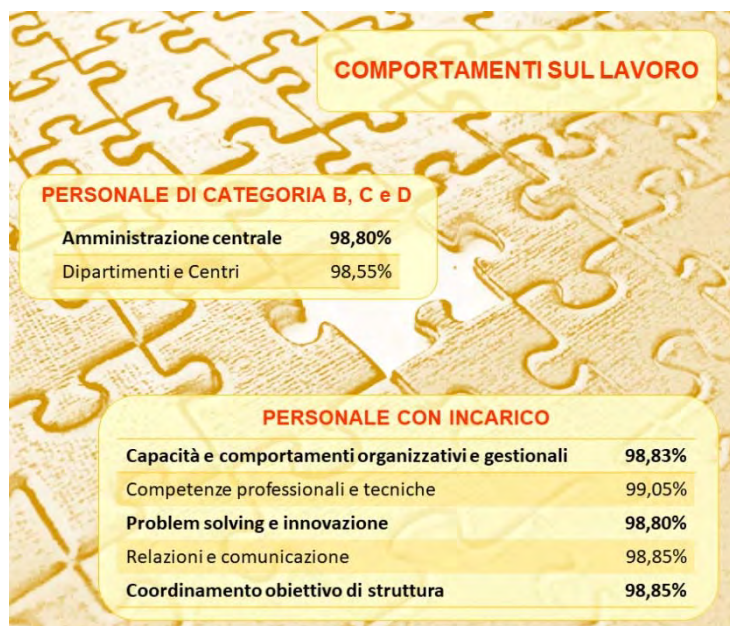 COMPORTAMENTI SUL LAVORO
PERSONALE DI CATEGORIA B, C e D
Amministrazione centrale 98,80%
Dipartimenti e Centri 98,55%
PERSONALE CON INCARICO
Capacità e comportamenti organizzativi e gestionali 98,83%
Competenze professionali e tecniche 99,05%
Problem solving e innovazione 98,80%
Relazioni e comunicazione 98,85%
Coordinamento obiettivo di struttura 98,85%